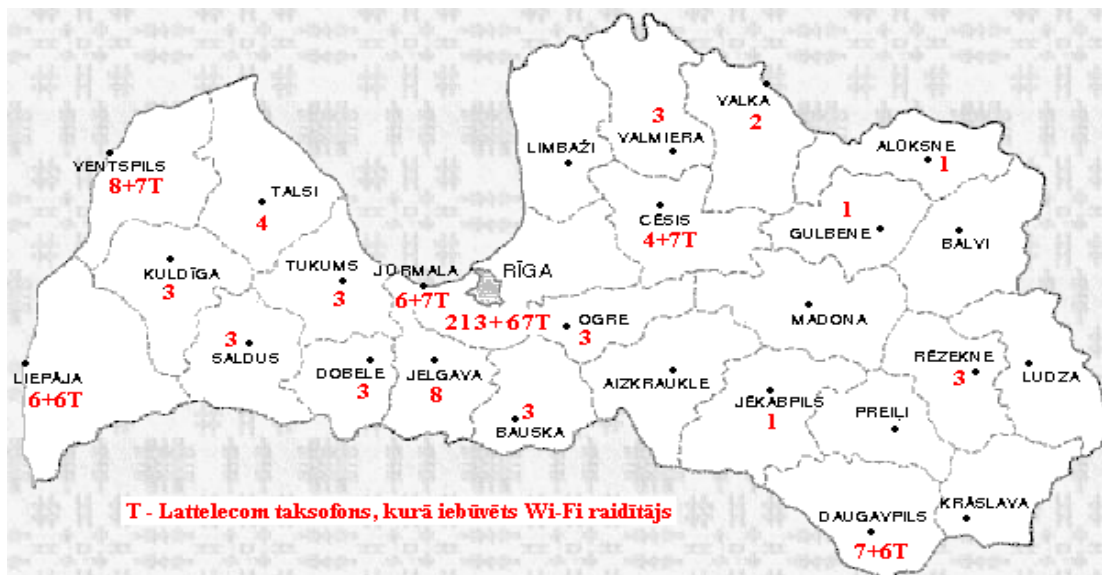 VALKA
2
3
VALMIERA
LIMBAŽI
ALŪKSNE
1
VENTSPILS
8+7T
TALSI
4
CĒSIS
4+7T
1
GULBENE
BALVI
KULDĪGA
3
TUKUMS
3
JŪRMALA
6+7T
RĪGA
213+67T
OGRE
3
MADONA
3
SALDUS
LIEPĀJA
6+6T
DOBELE
3
JELGAVA
8
3
BAUSKA
AIZKRAUKLE
JĒKABPILS
1
PREIĻI
RĒZEKNE
3
LUDZA
KRĀSLAVA
DAUGAVPILS
7+6T
T - Lattelecom taksofons, kurā iebūvēts Wi-Fi raidītājs